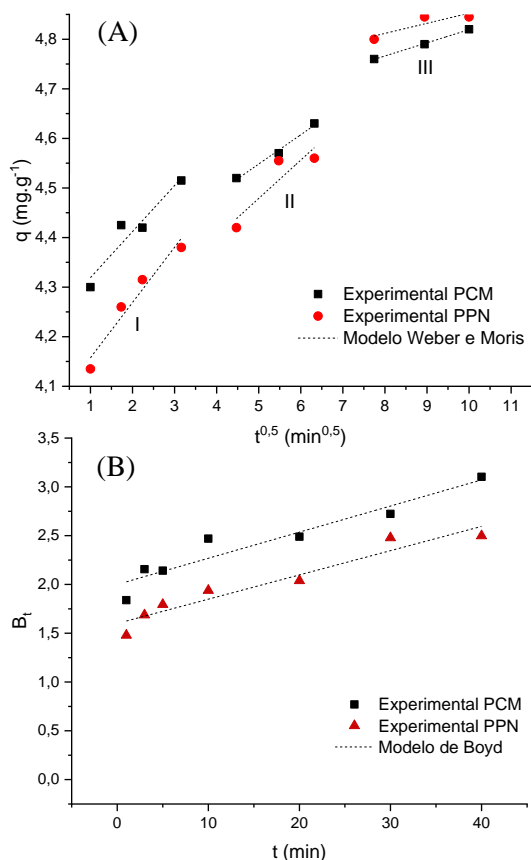 (A)
4,8
4,7
4,6
4,5
4,4
4,3
4,2
4,1
q (mg.g⁻¹)
I
II
III
Experimental PCM
Experimental PPN
Modelo Weber e Moris
1 2 3 4 5 6 7 8 9 10 11
t⁰,⁵ (min⁰,⁵)
(B)
3,5
3,0
2,5
2,0
1,5
1,0
0,5
0,0
Bₜ
Experimental PCM
Experimental PPN
Modelo de Boyd
0 10 20 30 40
t (min)